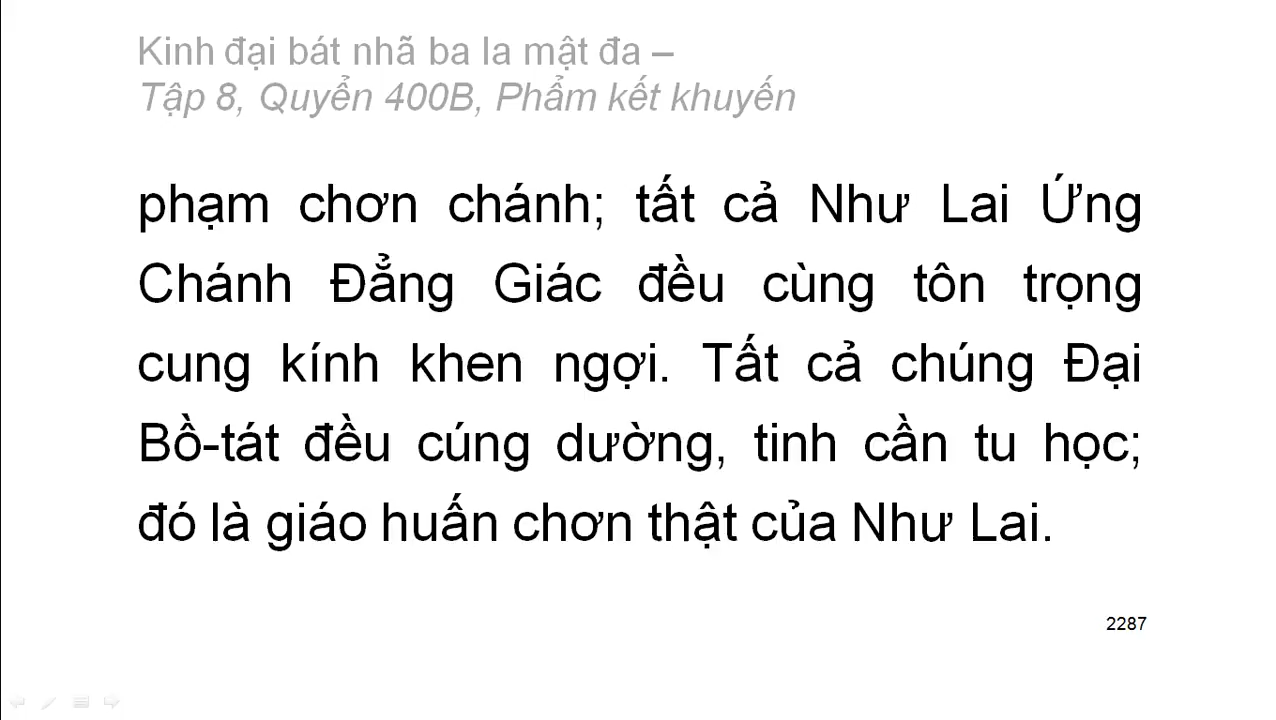 Kinh đại bát nhã ba la mật đa –
Tập 8, Quyển 400B, Phẩm kết khuyến
phạm chơn chánh; tất cả Như Lai Ứng
Chánh Đẳng Giác đều cùng tôn trọng
cung kính khen ngợi. Tất cả chúng Đại
Bồ-tát đều cúng dường, tinh cần tu học;
đó là giáo huấn chơn thật của Như Lai.
2287